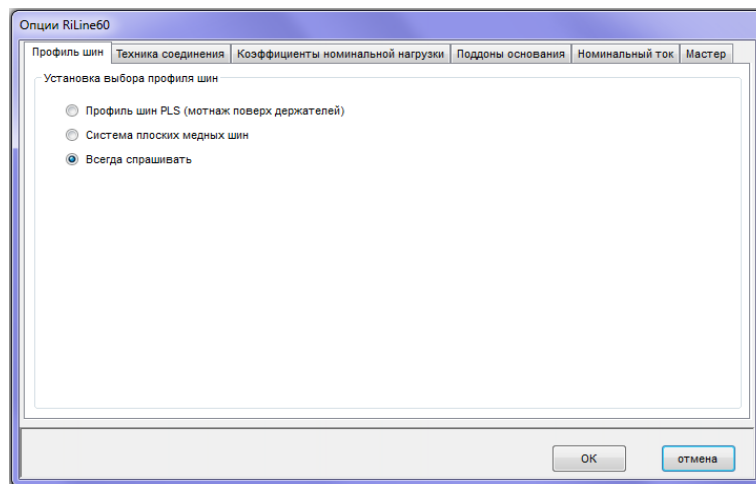 Опции RiLine60
Профиль шин Техника соединения Коэффициенты номинальной нагрузки Поддоны основания Номинальный ток Мастер
Установка выбора профиля шин
Профиль шин PLS (мотнаж поверх держателей)
Система плоских медных шин
Всегда спрашивать
ОК отмена